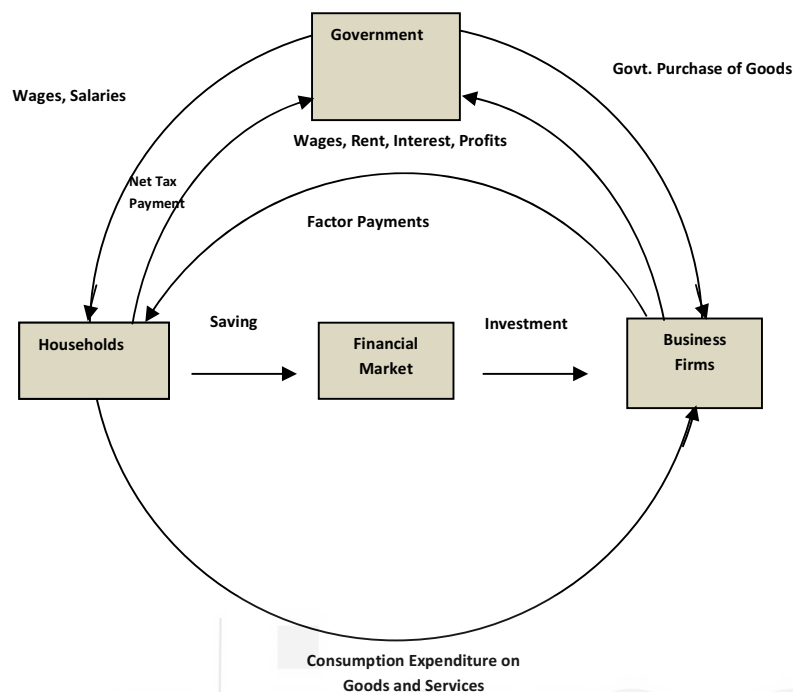 Government
Govt. Purchase of Goods
Wages, Salaries
Wages, Rent, Interest, Profits
Net Tax
Payment
Factor Payments
Saving
Investment
Households
Financial
Market
Business
Firms
Consumption Expenditure on
Goods and Services